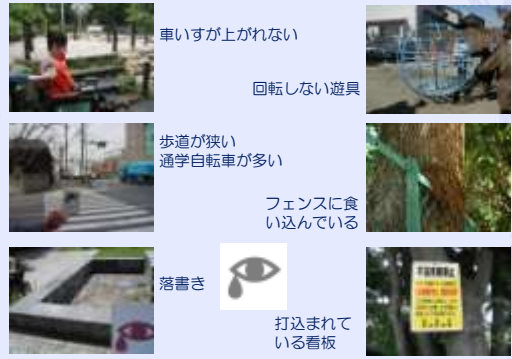 車いすが上がれない
回転しない遊具
歩道が狭い
通学自転車が多い
フェンスに食
い込んでいる
落書き
打込まれて
いる看板